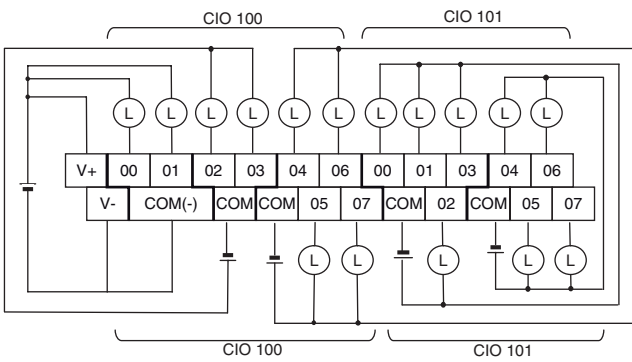 CIO 100 CIO 101
L L L L L L L L L L L
V+ 00 01 02 03 04 06 00 01 03 04 06
V- COM(-) COM COM 05 07 COM 02 COM 05 07
L L L L L
CIO 100 CIO 101